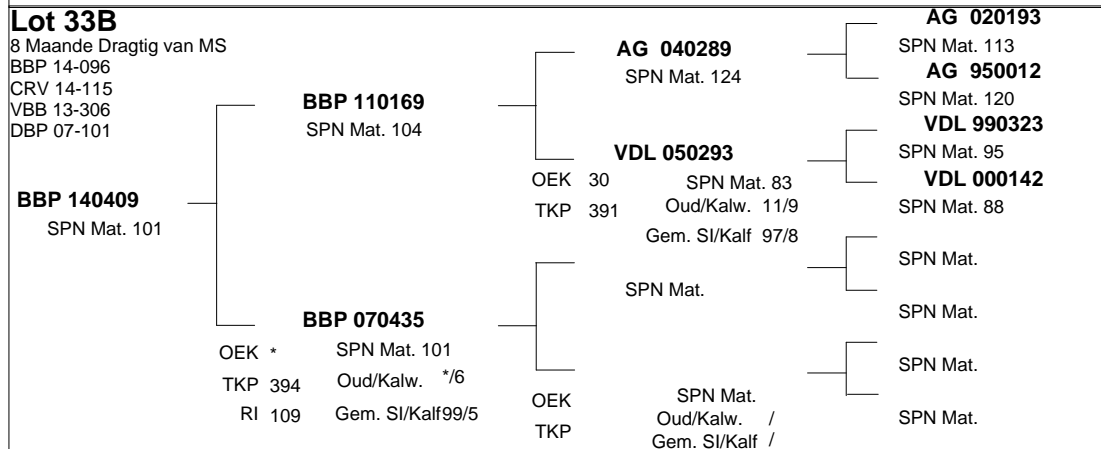 Lot 33B
8 Maande Dragtig van MS
BBP 14-096
CRV 14-115
VBB 13-306
DBP 07-101
BBP 140409
SPN Mat. 101
BBP 110169
SPN Mat. 104
BBP 070435
OEK * SPN Mat. 101
TKP 394 Oud/Kalw. */6
RI 109 Gem. SI/Kalf 99/5
AG 040289
SPN Mat. 124
VDL 050293
OEK 30 SPN Mat. 83
TKP 391 Oud/Kalw. 11/9
Gem. SI/Kalf 97/8
SPN Mat.
OEK SPN Mat.
TKP Oud/Kalw. /
Gem. SI/Kalf /
AG 020193
SPN Mat. 113
AG 950012
SPN Mat. 120
VDL 990323
SPN Mat. 95
VDL 000142
SPN Mat. 88
SPN Mat.
SPN Mat.
SPN Mat.
SPN Mat.